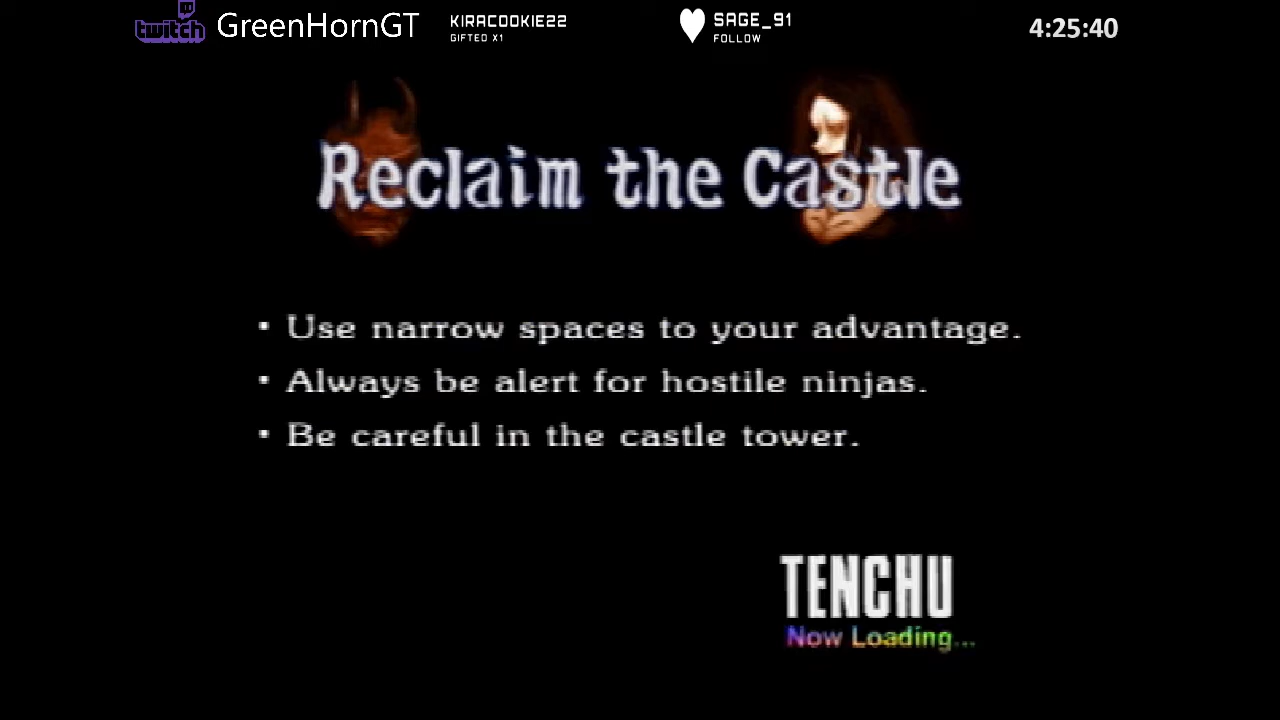 twitch GreenHornGT KIRACOOKIE22 SAGE_91 4:25:40
GIFTED X1 FOLLOW
Reclaim the Castle
· Use narrow spaces to your advantage.
· Always be alert for hostile ninjas.
· Be careful in the castle tower.
TENCHU
Now Loading...